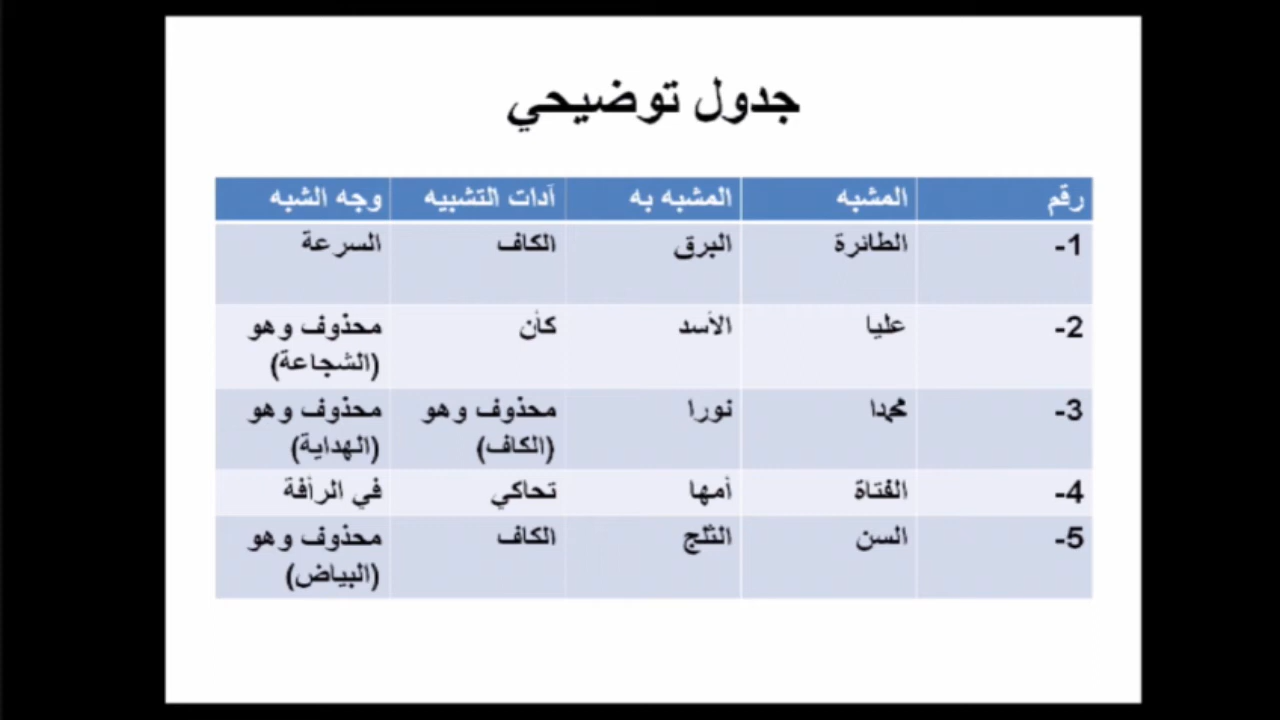 جدول توضيحي
رقم المشبه المشبه به آدات التشبيه وجه الشبه
1- الطائرة البرق الكاف السرعة
2- عليا الأسد كأن محذوف وهو
(الشجاعة)
3- محمدا نورا محذوف وهو محذوف وهو
(الكاف) (الهداية)
4- الفتاة أمها تحاكي في الرأفة
5- السن الثلج الكاف محذوف وهو
(البياض)